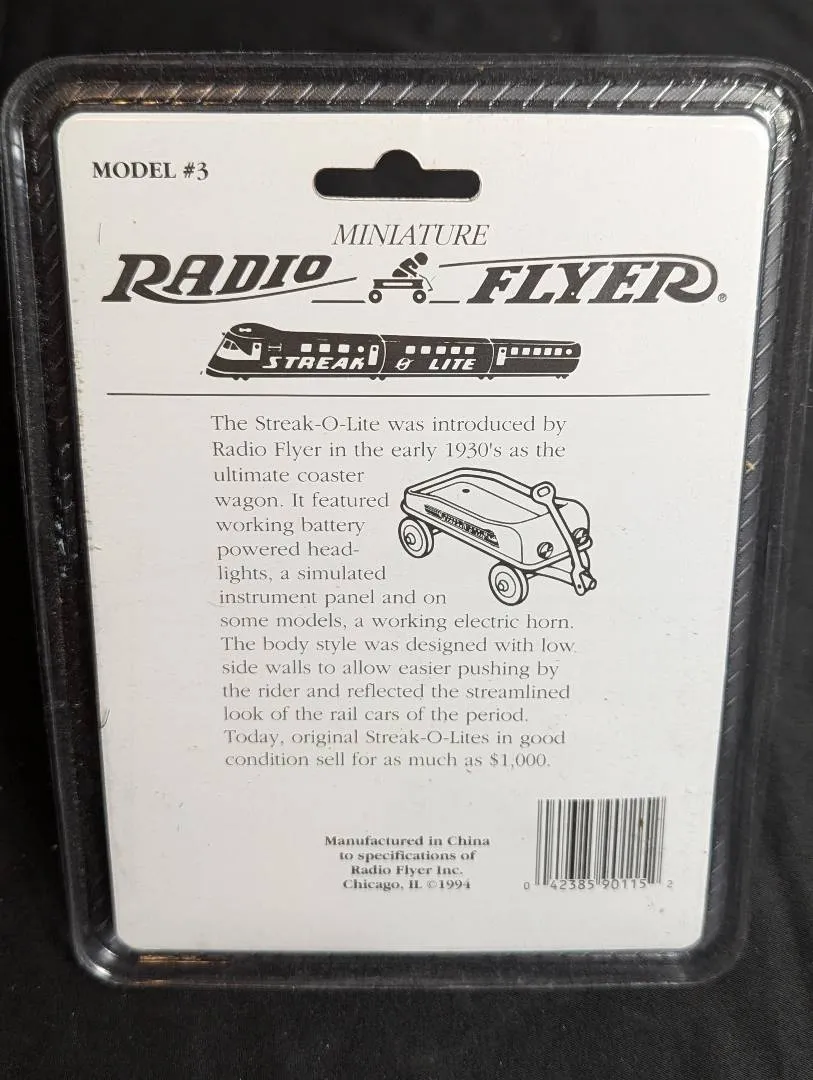 MODEL #3
MINIATURE
RADIO FLYER®
STREAK O LITE
The Streak-O-Lite was introduced by
Radio Flyer in the early 1930's as the
ultimate coaster
wagon. It featured
working battery
powered head-
lights, a simulated
instrument panel and on
some models, a working electric horn.
The body style was designed with low
side walls to allow easier pushing by
the rider and reflected the streamlined
look of the rail cars of the period.
Today, original Streak-O-Lites in good
condition sell for as much as $1,000.
Manufactured in China
to specifications of
Radio Flyer Inc.
Chicago, IL ©1994
0 42385 90115 2